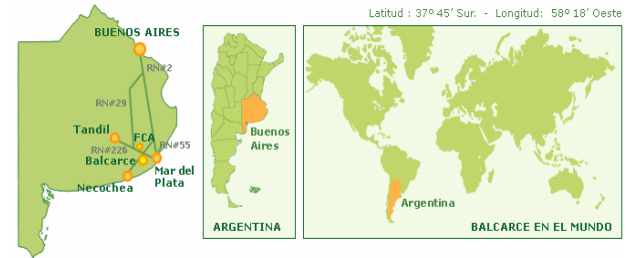 Latitud : 37º 45´ Sur. - Longitud: 58º 18´ Oeste
BUENOS AIRES
RN#2
RN#29
Tandil
FCA
RN#226
RN#55
Balcarce
Mar del
Plata
Necochea
Buenos
Aires
ARGENTINA
Argentina
BALCARCE EN EL MUNDO